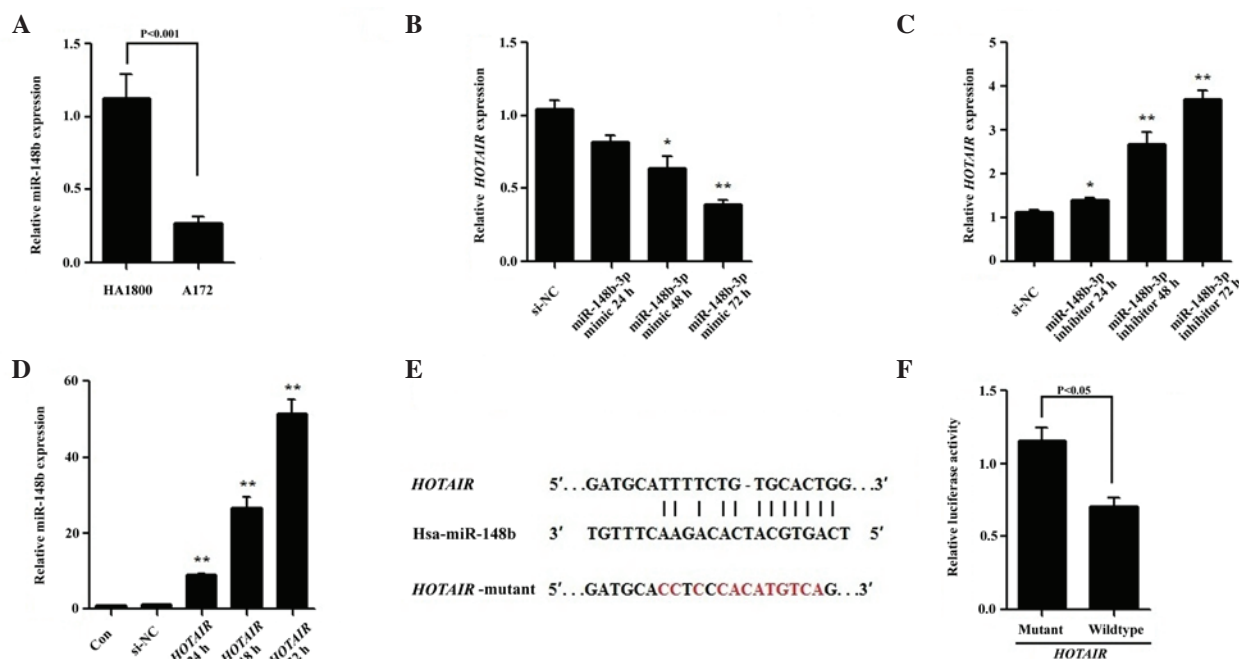 A
P<0.001
Relative miR-148b expression
1.5
1.0
0.5
0.0
HA1800
A172
B
Relative HOTAIR expression
1.5
1.0
0.5
0.0
*
**
si-NC
miR-148b-3p
mimic 24 h
miR-148b-3p
mimic 48 h
miR-148b-3p
mimic 72 h
C
Relative HOTAIR expression
5
4
3
2
1
0
*
**
**
si-NC
miR-148b-3p
inhibitor 24 h
miR-148b-3p
inhibitor 48 h
miR-148b-3p
inhibitor 72 h
D
Relative miR-148b expression
60
40
20
0
**
**
**
Con
si-NC
HOTAIR
HOTAIR
HOTAIR
E
HOTAIR 5′...GATGCATTTTCTG-TGCACTGG...3′
Hsa-miR-148b 3′ TGTTTCAAGACACTACGTGACT 5′
HOTAIR-mutant 5′...GATGCACCTCCCACATGTCAG...3′
F
P<0.05
Relative luciferase activity
1.5
1.0
0.5
0.0
Mutant
Wildtype
HOTAIR